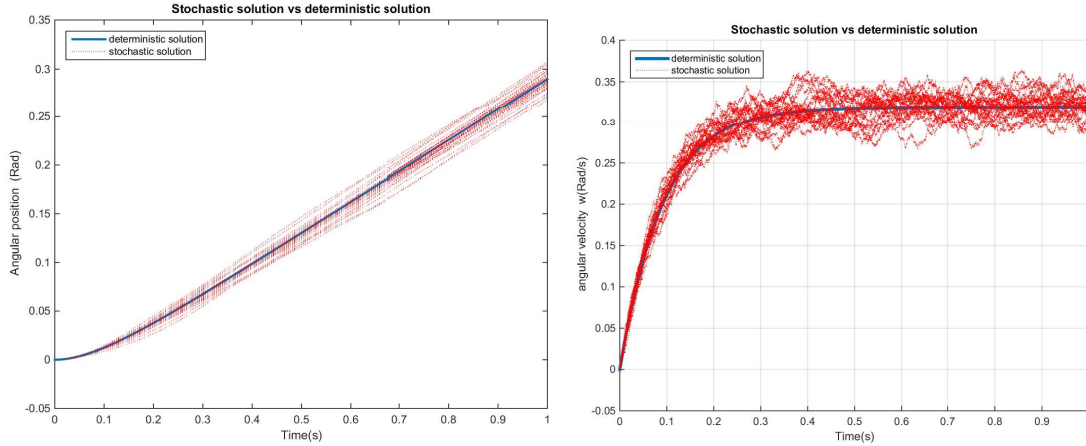 Stochastic solution vs deterministic solution
0.35
0.3
0.25
0.2
0.15
0.1
0.05
0
-0.05
Angular position (Rad)
deterministic solution
stochastic solution
0 0.1 0.2 0.3 0.4 0.5 0.6 0.7 0.8 0.9 1
Time(s)
Stochastic solution vs deterministic solution
0.4
0.35
0.3
0.25
0.2
0.15
0.1
0.05
0
-0.05
angular velocity w(Rad/s)
deterministic solution
stochastic solution
0 0.1 0.2 0.3 0.4 0.5 0.6 0.7 0.8 0.9
Time(s)